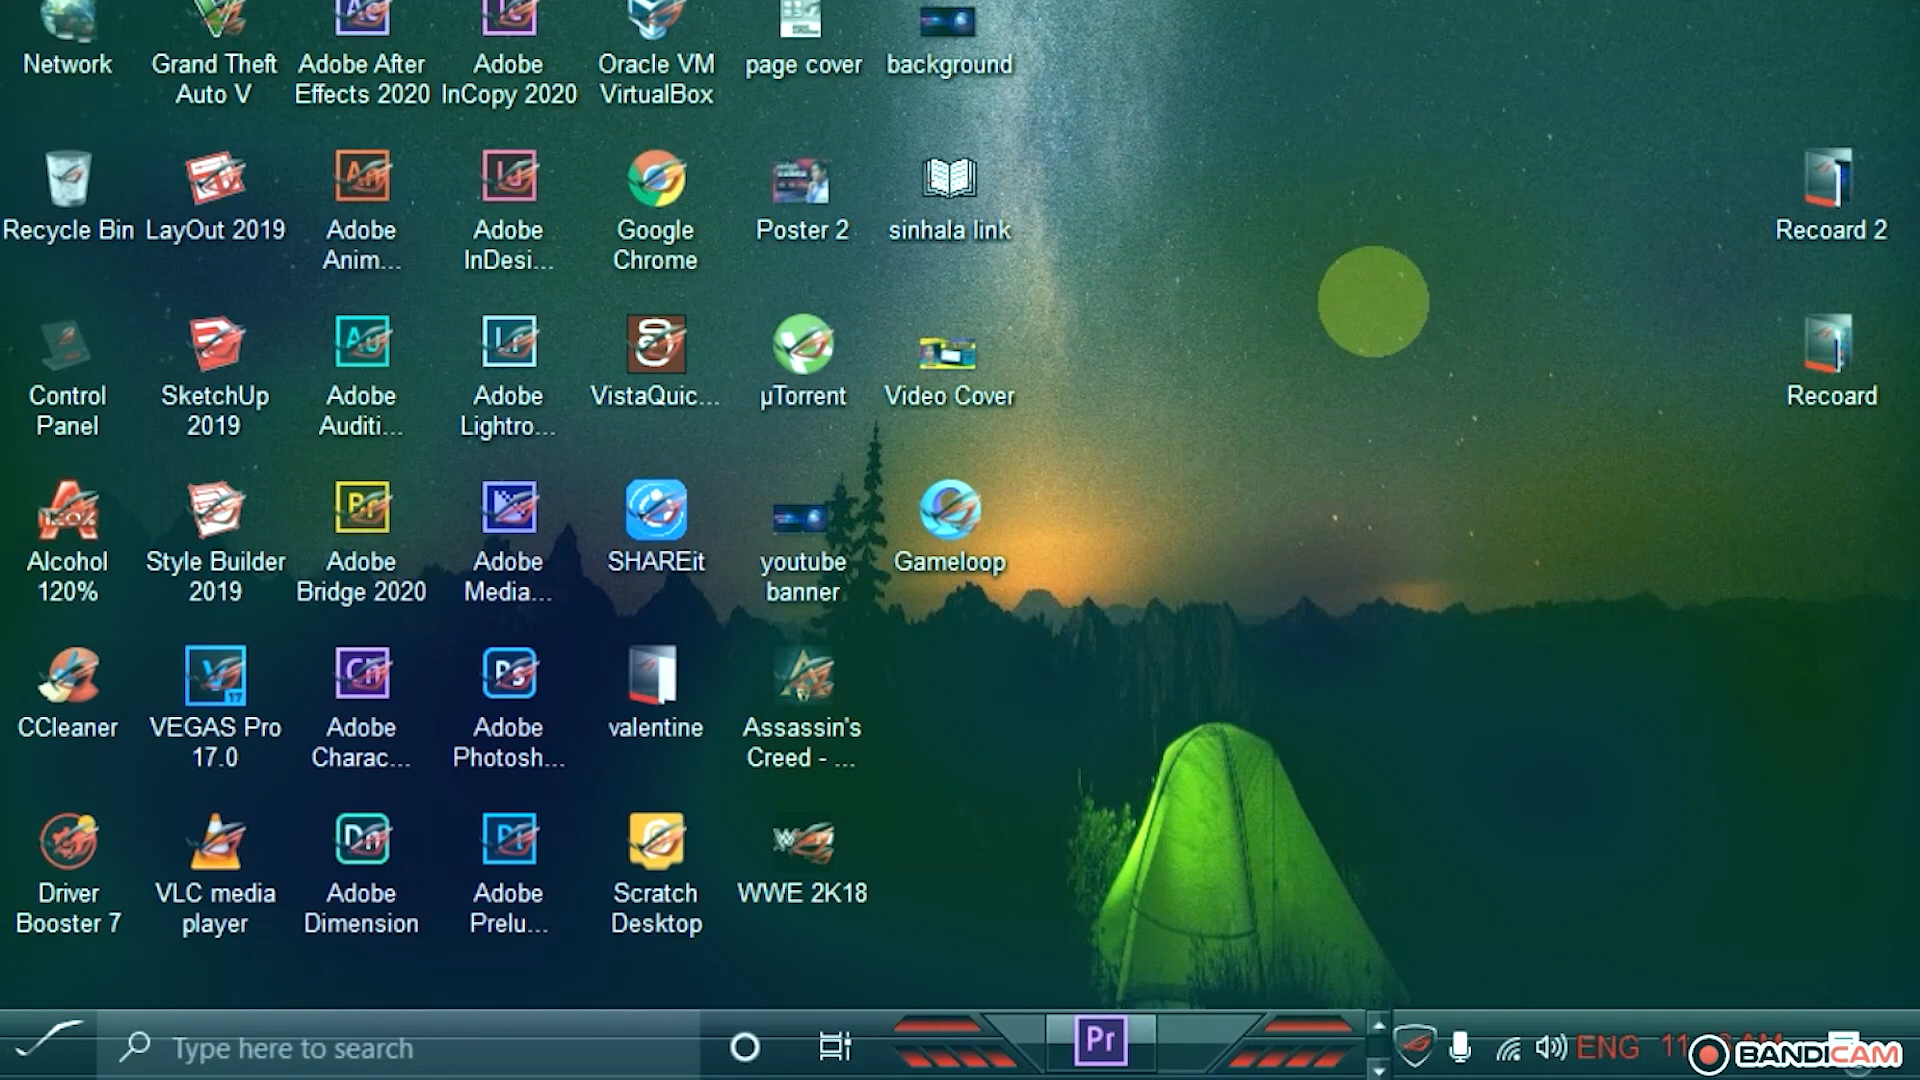 Network
Grand Theft
Auto V
Adobe After
Effects 2020
Adobe
InCopy 2020
Oracle VM
VirtualBox
page cover
background
Recycle Bin
LayOut 2019
Adobe
Anim...
Adobe
InDesi...
Google
Chrome
Poster 2
sinhala link
Recoard 2
Control
Panel
SketchUp
2019
Adobe
Auditi...
Adobe
Lightro...
VistaQuic...
µTorrent
Video Cover
Recoard
Alcohol
120%
Style Builder
2019
Adobe
Bridge 2020
Adobe
Media...
SHAREit
youtube
banner
Gameloop
CCleaner
VEGAS Pro
17.0
Adobe
Charac...
Adobe
Photosh...
valentine
Assassin's
Creed - ...
Driver
Booster 7
VLC media
player
Adobe
Dimension
Adobe
Prelu...
Scratch
Desktop
WWE 2K18
Type here to search
Pr
ENG
BANDICAM